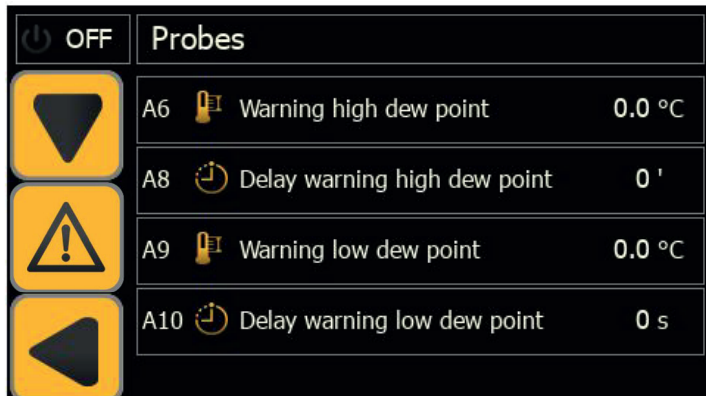 OFF
Probes
A6 Warning high dew point 0.0 °C
A8 Delay warning high dew point 0 '
A9 Warning low dew point 0.0 °C
A10 Delay warning low dew point 0 s